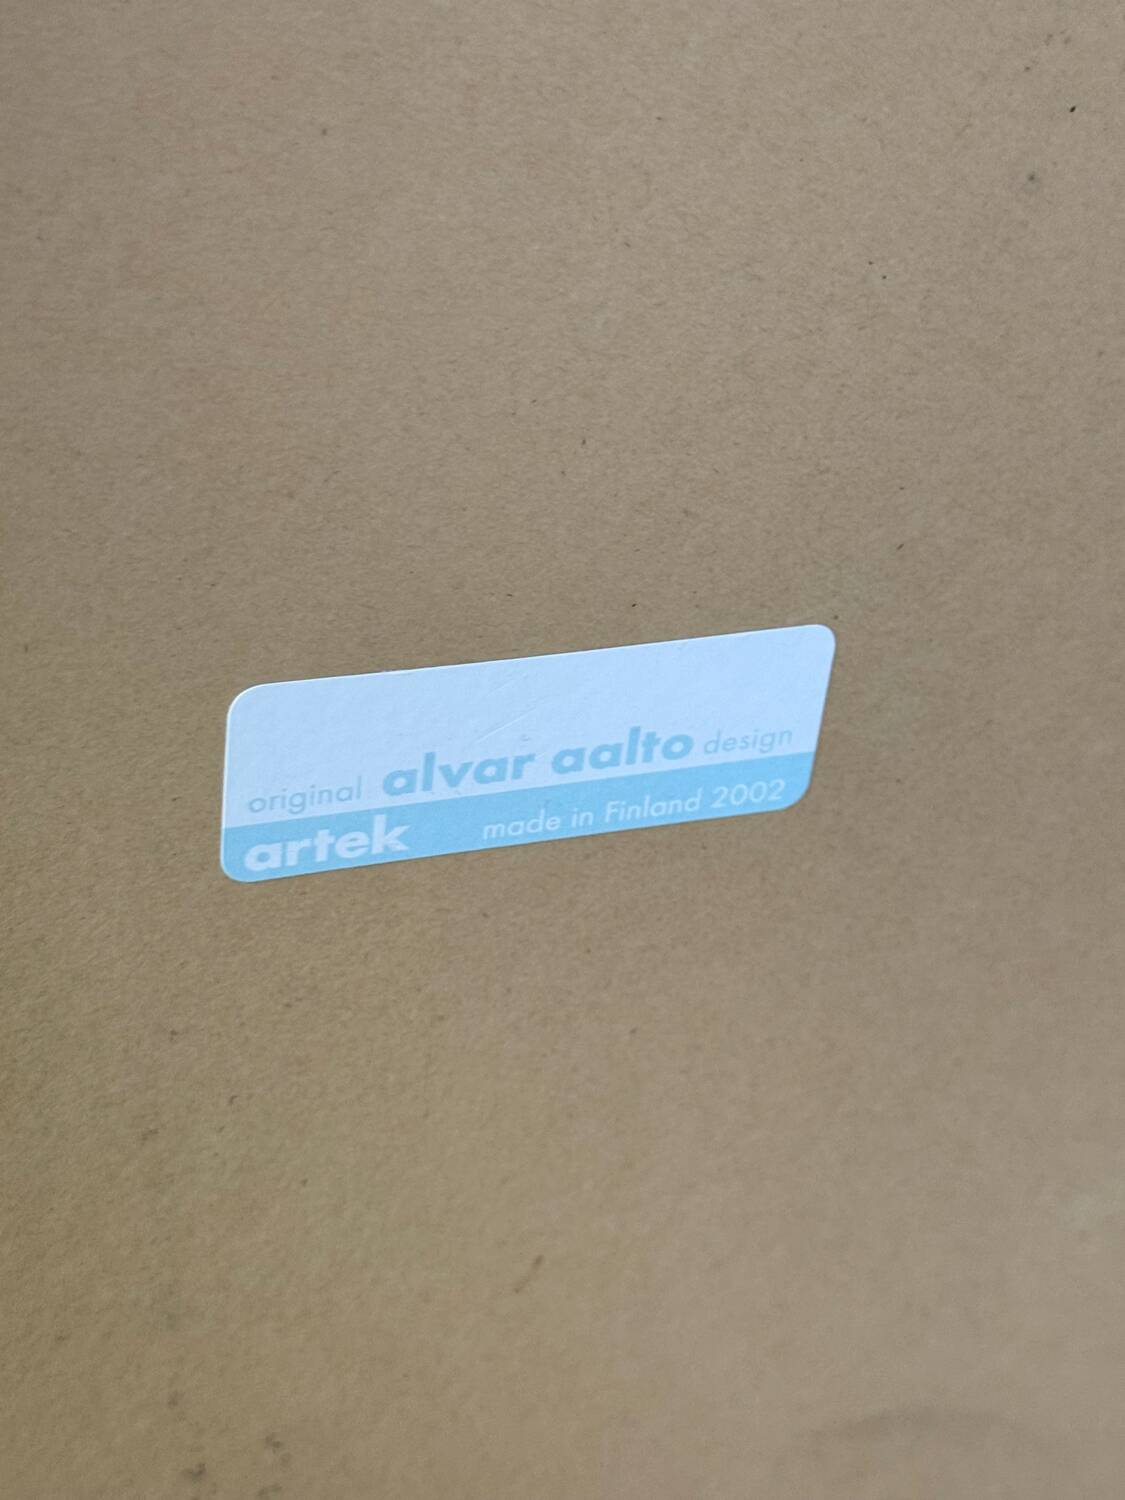 original alvar aalto design
artek made in Finland 2002